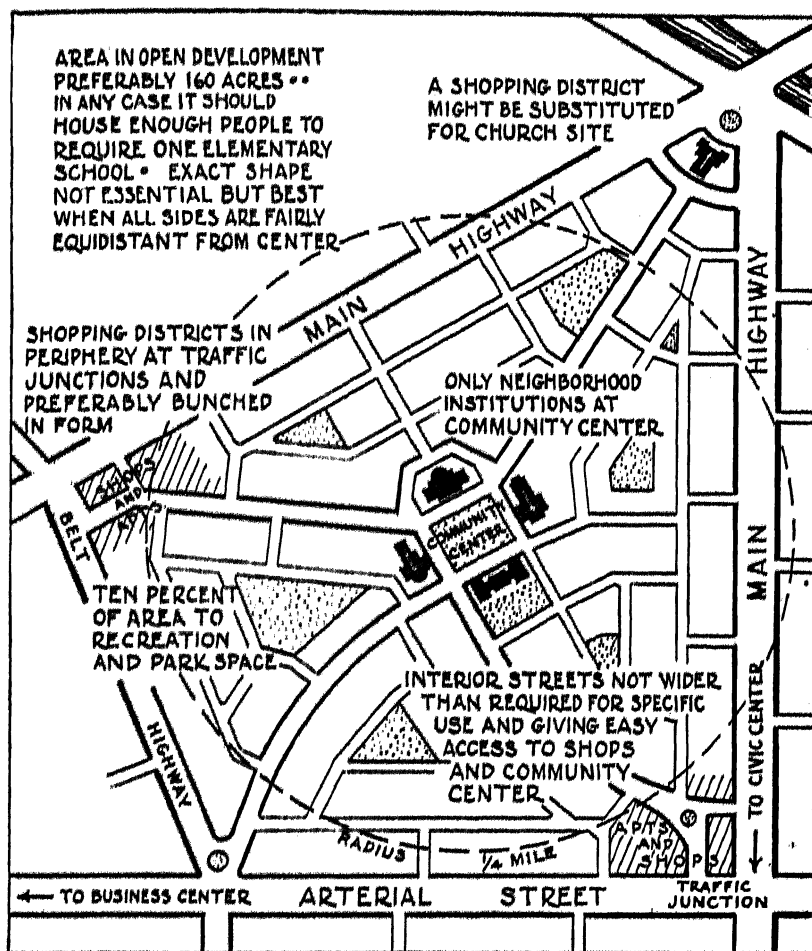 AREA IN OPEN DEVELOPMENT
PREFERABLY 160 ACRES ••
IN ANY CASE IT SHOULD
HOUSE ENOUGH PEOPLE TO
REQUIRE ONE ELEMENTARY
SCHOOL • EXACT SHAPE
NOT ESSENTIAL BUT BEST
WHEN ALL SIDES ARE FAIRLY
EQUIDISTANT FROM CENTER
A SHOPPING DISTRICT
MIGHT BE SUBSTITUTED
FOR CHURCH SITE
MAIN HIGHWAY
SHOPPING DISTRICTS IN
PERIPHERY AT TRAFFIC
JUNCTIONS AND
PREFERABLY BUNCHED
IN FORM
ONLY NEIGHBORHOOD
INSTITUTIONS AT
COMMUNITY CENTER
SHOPS
AND
APTS
COMMUNITY
CENTER
BELT
HIGHWAY
MAIN HIGHWAY
TEN PERCENT
OF AREA TO
RECREATION
AND PARK SPACE
INTERIOR STREETS NOT WIDER
THAN REQUIRED FOR SPECIFIC
USE AND GIVING EASY
ACCESS TO SHOPS
AND COMMUNITY
CENTER
TO CIVIC CENTER
RADIUS 1/4 MILE
APTS
AND
SHOPS
TRAFFIC
JUNCTION
TO BUSINESS CENTER
ARTERIAL STREET